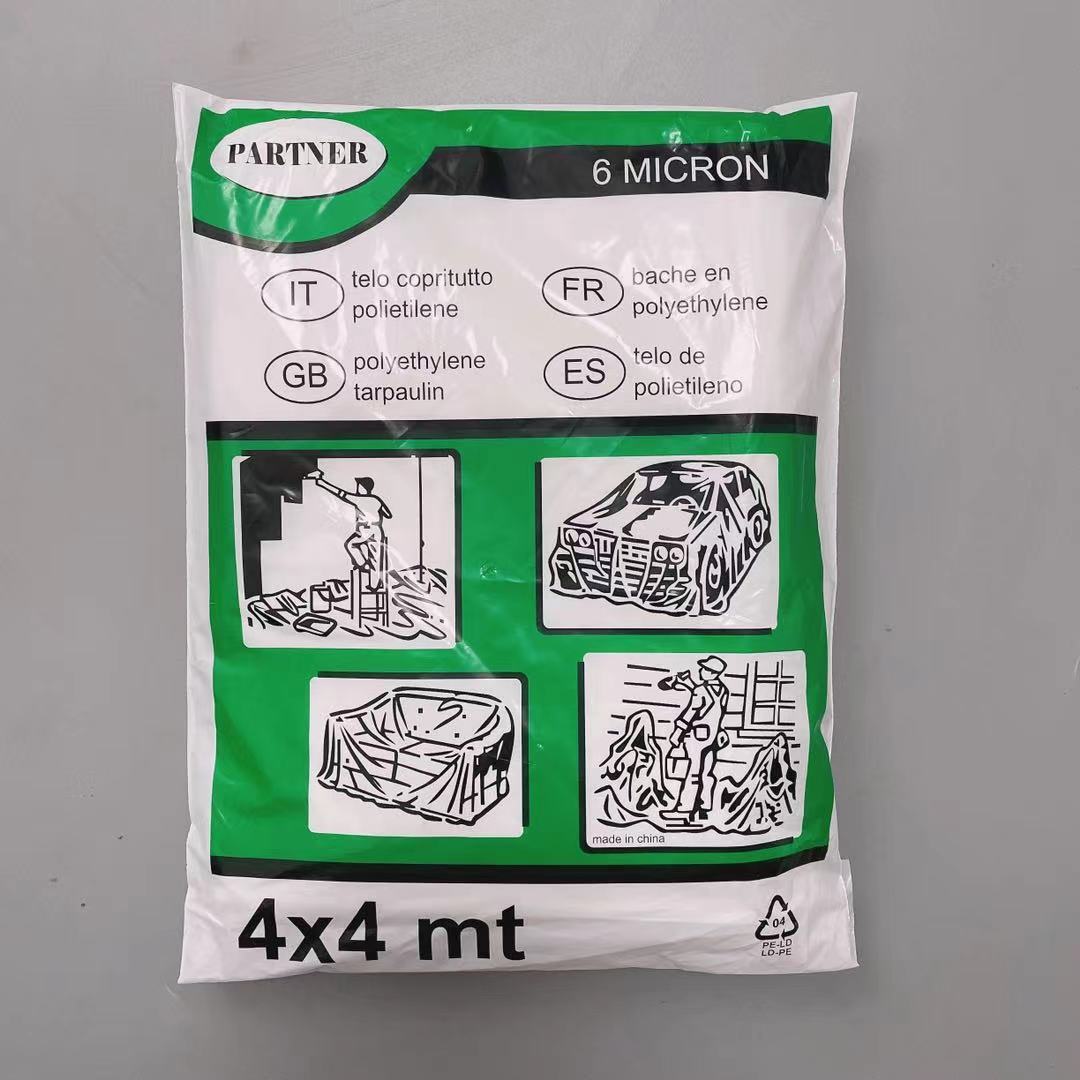 PARTNER
6 MICRON
IT
telo copritutto
polietilene
FR
bache en
polyethylene
GB
polyethylene
tarpaulin
ES
telo de
polietileno
made in china
4x4 mt
04
PE-LD
LD-PE